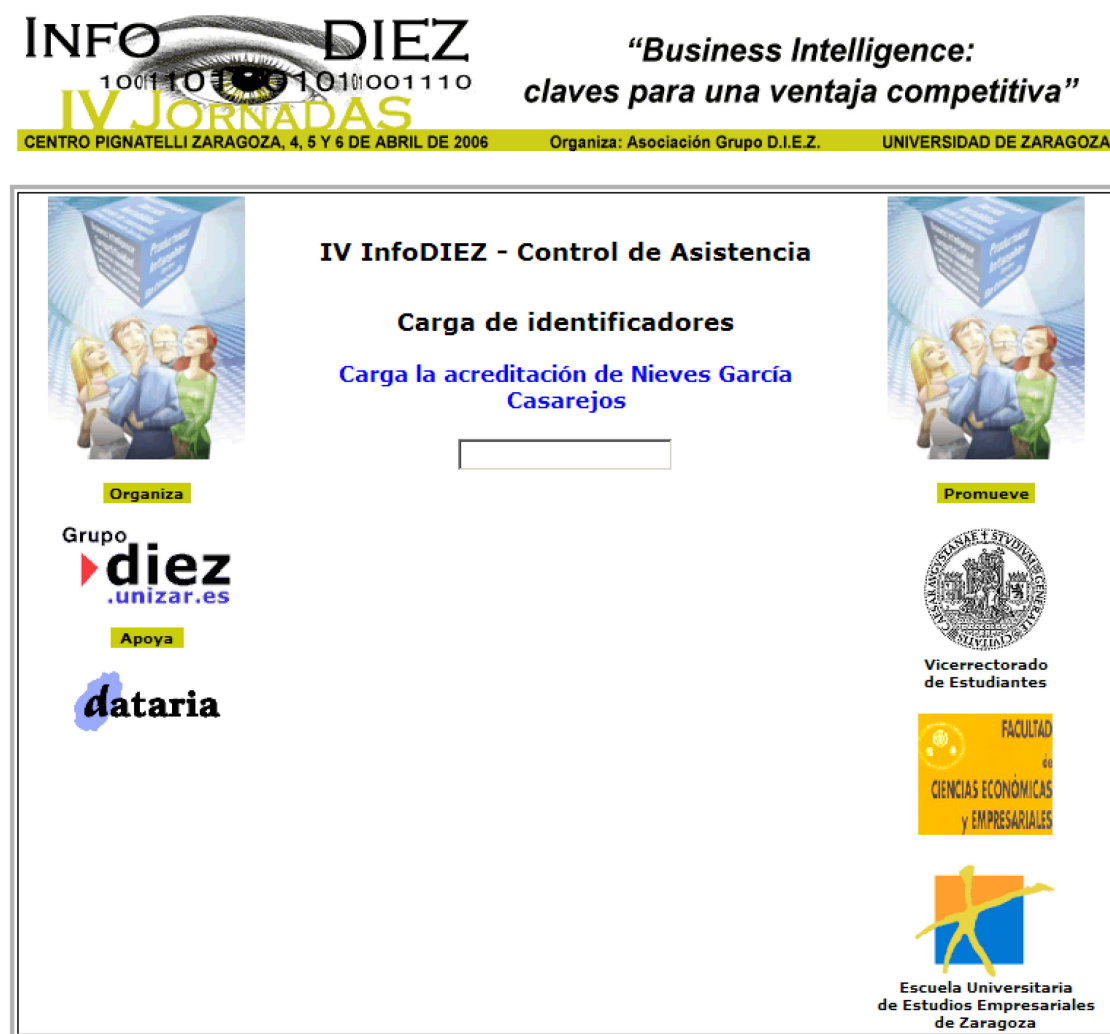 INFO DIEZ
IV JORNADAS
“Business Intelligence:
claves para una ventaja competitiva”
CENTRO PIGNATELLI ZARAGOZA, 4, 5 Y 6 DE ABRIL DE 2006 Organiza: Asociación Grupo D.I.E.Z. UNIVERSIDAD DE ZARAGOZA
IV InfoDIEZ - Control de Asistencia
Carga de identificadores
Carga la acreditación de Nieves García
Casarejos
Organiza
Grupo
diez
.unizar.es
Apoya
dataria
Promueve
Vicerrectorado
de Estudiantes
FACULTAD
de
CIENCIAS ECONÓMICAS
y EMPRESARIALES
Escuela Universitaria
de Estudios Empresariales
de Zaragoza